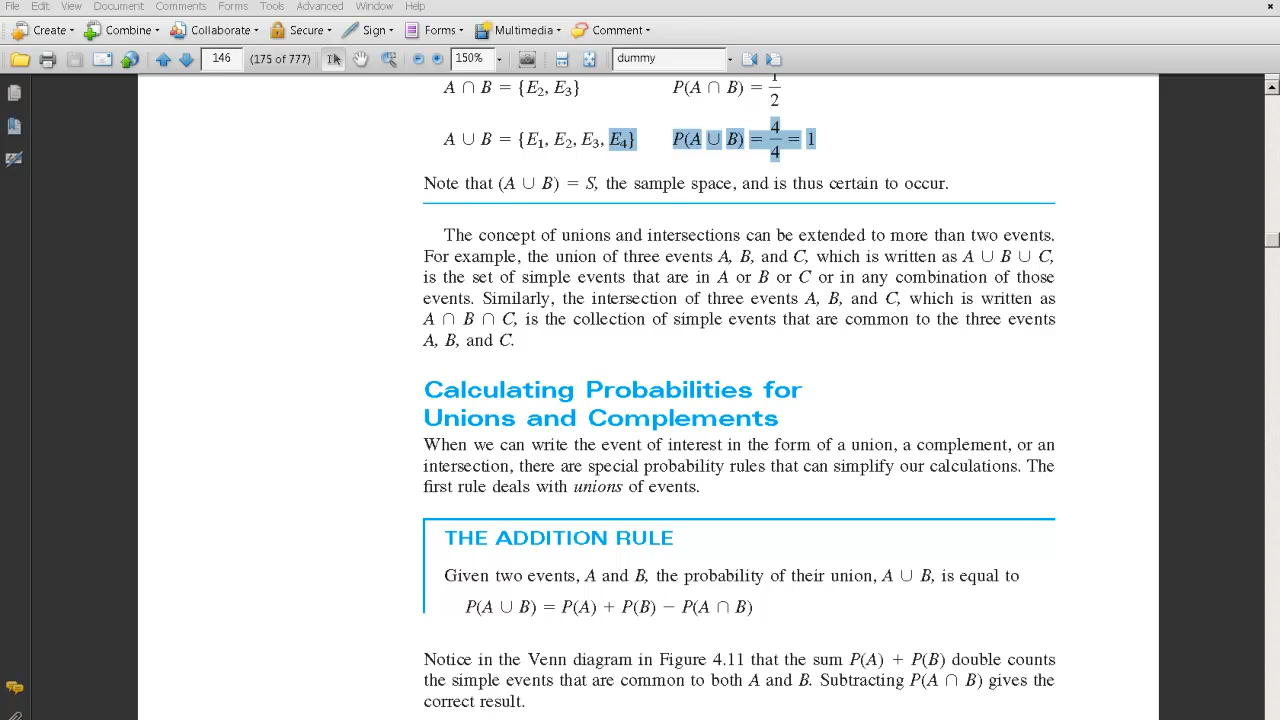 File Edit View Document Comments Forms Tools Advanced Window Help
Create Combine Collaborate Secure Sign Forms Multimedia Comment
146 (175 of 777) 150% dummy
A ∩ B = {E₂, E₃} P(A ∩ B) = 1/2
A ∪ B = {E₁, E₂, E₃, E₄} P(A ∪ B) = 4/4 = 1
Note that (A ∪ B) = S, the sample space, and is thus certain to occur.
The concept of unions and intersections can be extended to more than two events.
For example, the union of three events A, B, and C, which is written as A ∪ B ∪ C,
is the set of simple events that are in A or B or C or in any combination of those
events. Similarly, the intersection of three events A, B, and C, which is written as
A ∩ B ∩ C, is the collection of simple events that are common to the three events
A, B, and C.
Calculating Probabilities for
Unions and Complements
When we can write the event of interest in the form of a union, a complement, or an
intersection, there are special probability rules that can simplify our calculations. The
first rule deals with unions of events.
THE ADDITION RULE
Given two events, A and B, the probability of their union, A ∪ B, is equal to
P(A ∪ B) = P(A) + P(B) − P(A ∩ B)
Notice in the Venn diagram in Figure 4.11 that the sum P(A) + P(B) double counts
the simple events that are common to both A and B. Subtracting P(A ∩ B) gives the
correct result.